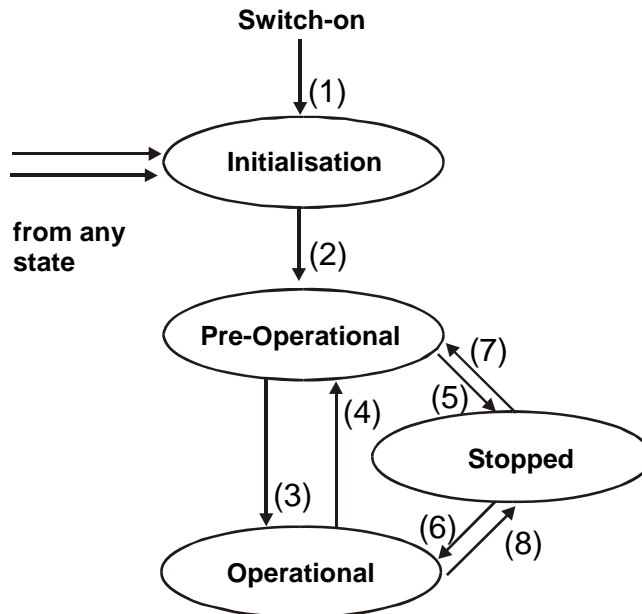 Switch-on
(1)
Initialisation
from any
state
(2)
Pre-Operational
(7)
(5)
(4)
Stopped
(3)
(6)
(8)
Operational